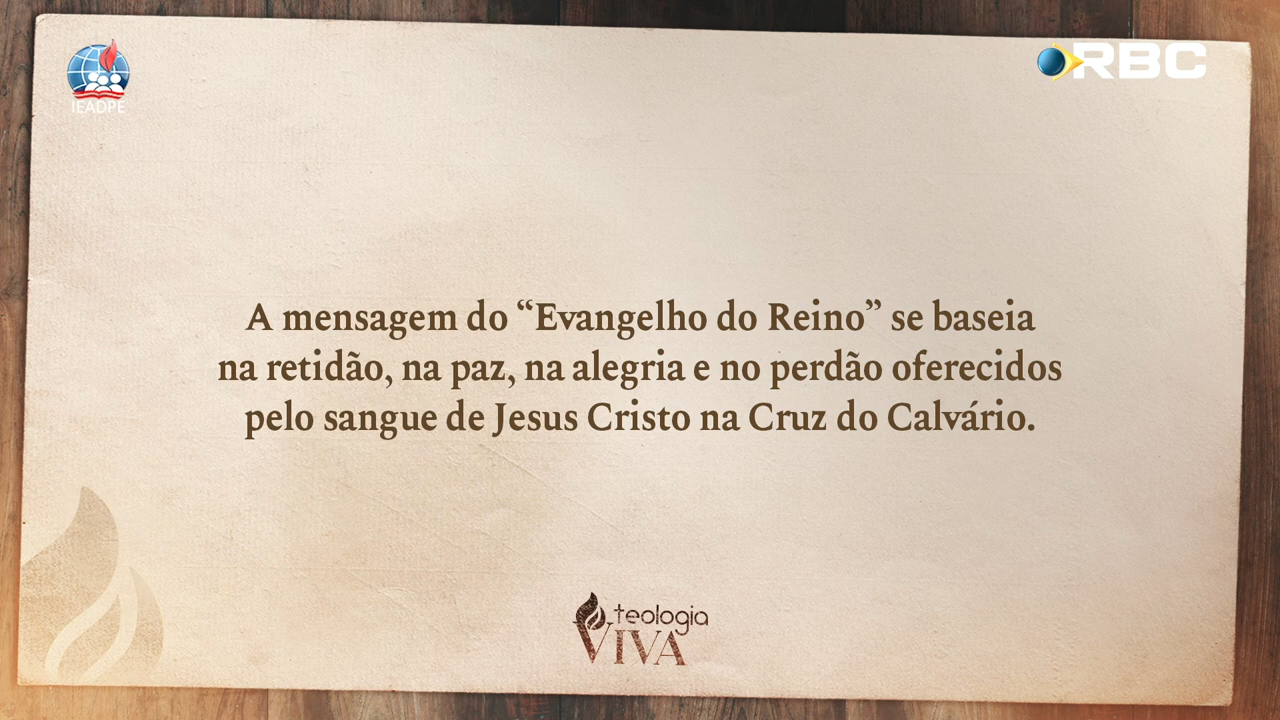 IEADPE
RBC
A mensagem do “Evangelho do Reino” se baseia
na retidão, na paz, na alegria e no perdão oferecidos
pelo sangue de Jesus Cristo na Cruz do Calvário.
teologia
VIVA